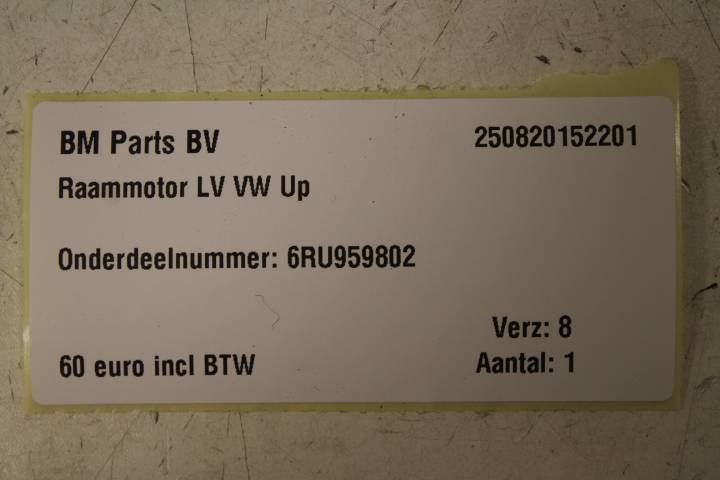 BM Parts BV 250820152201
Raammotor LV VW Up
Onderdeelnummer: 6RU959802
Verz: 8
60 euro incl BTW Aantal: 1